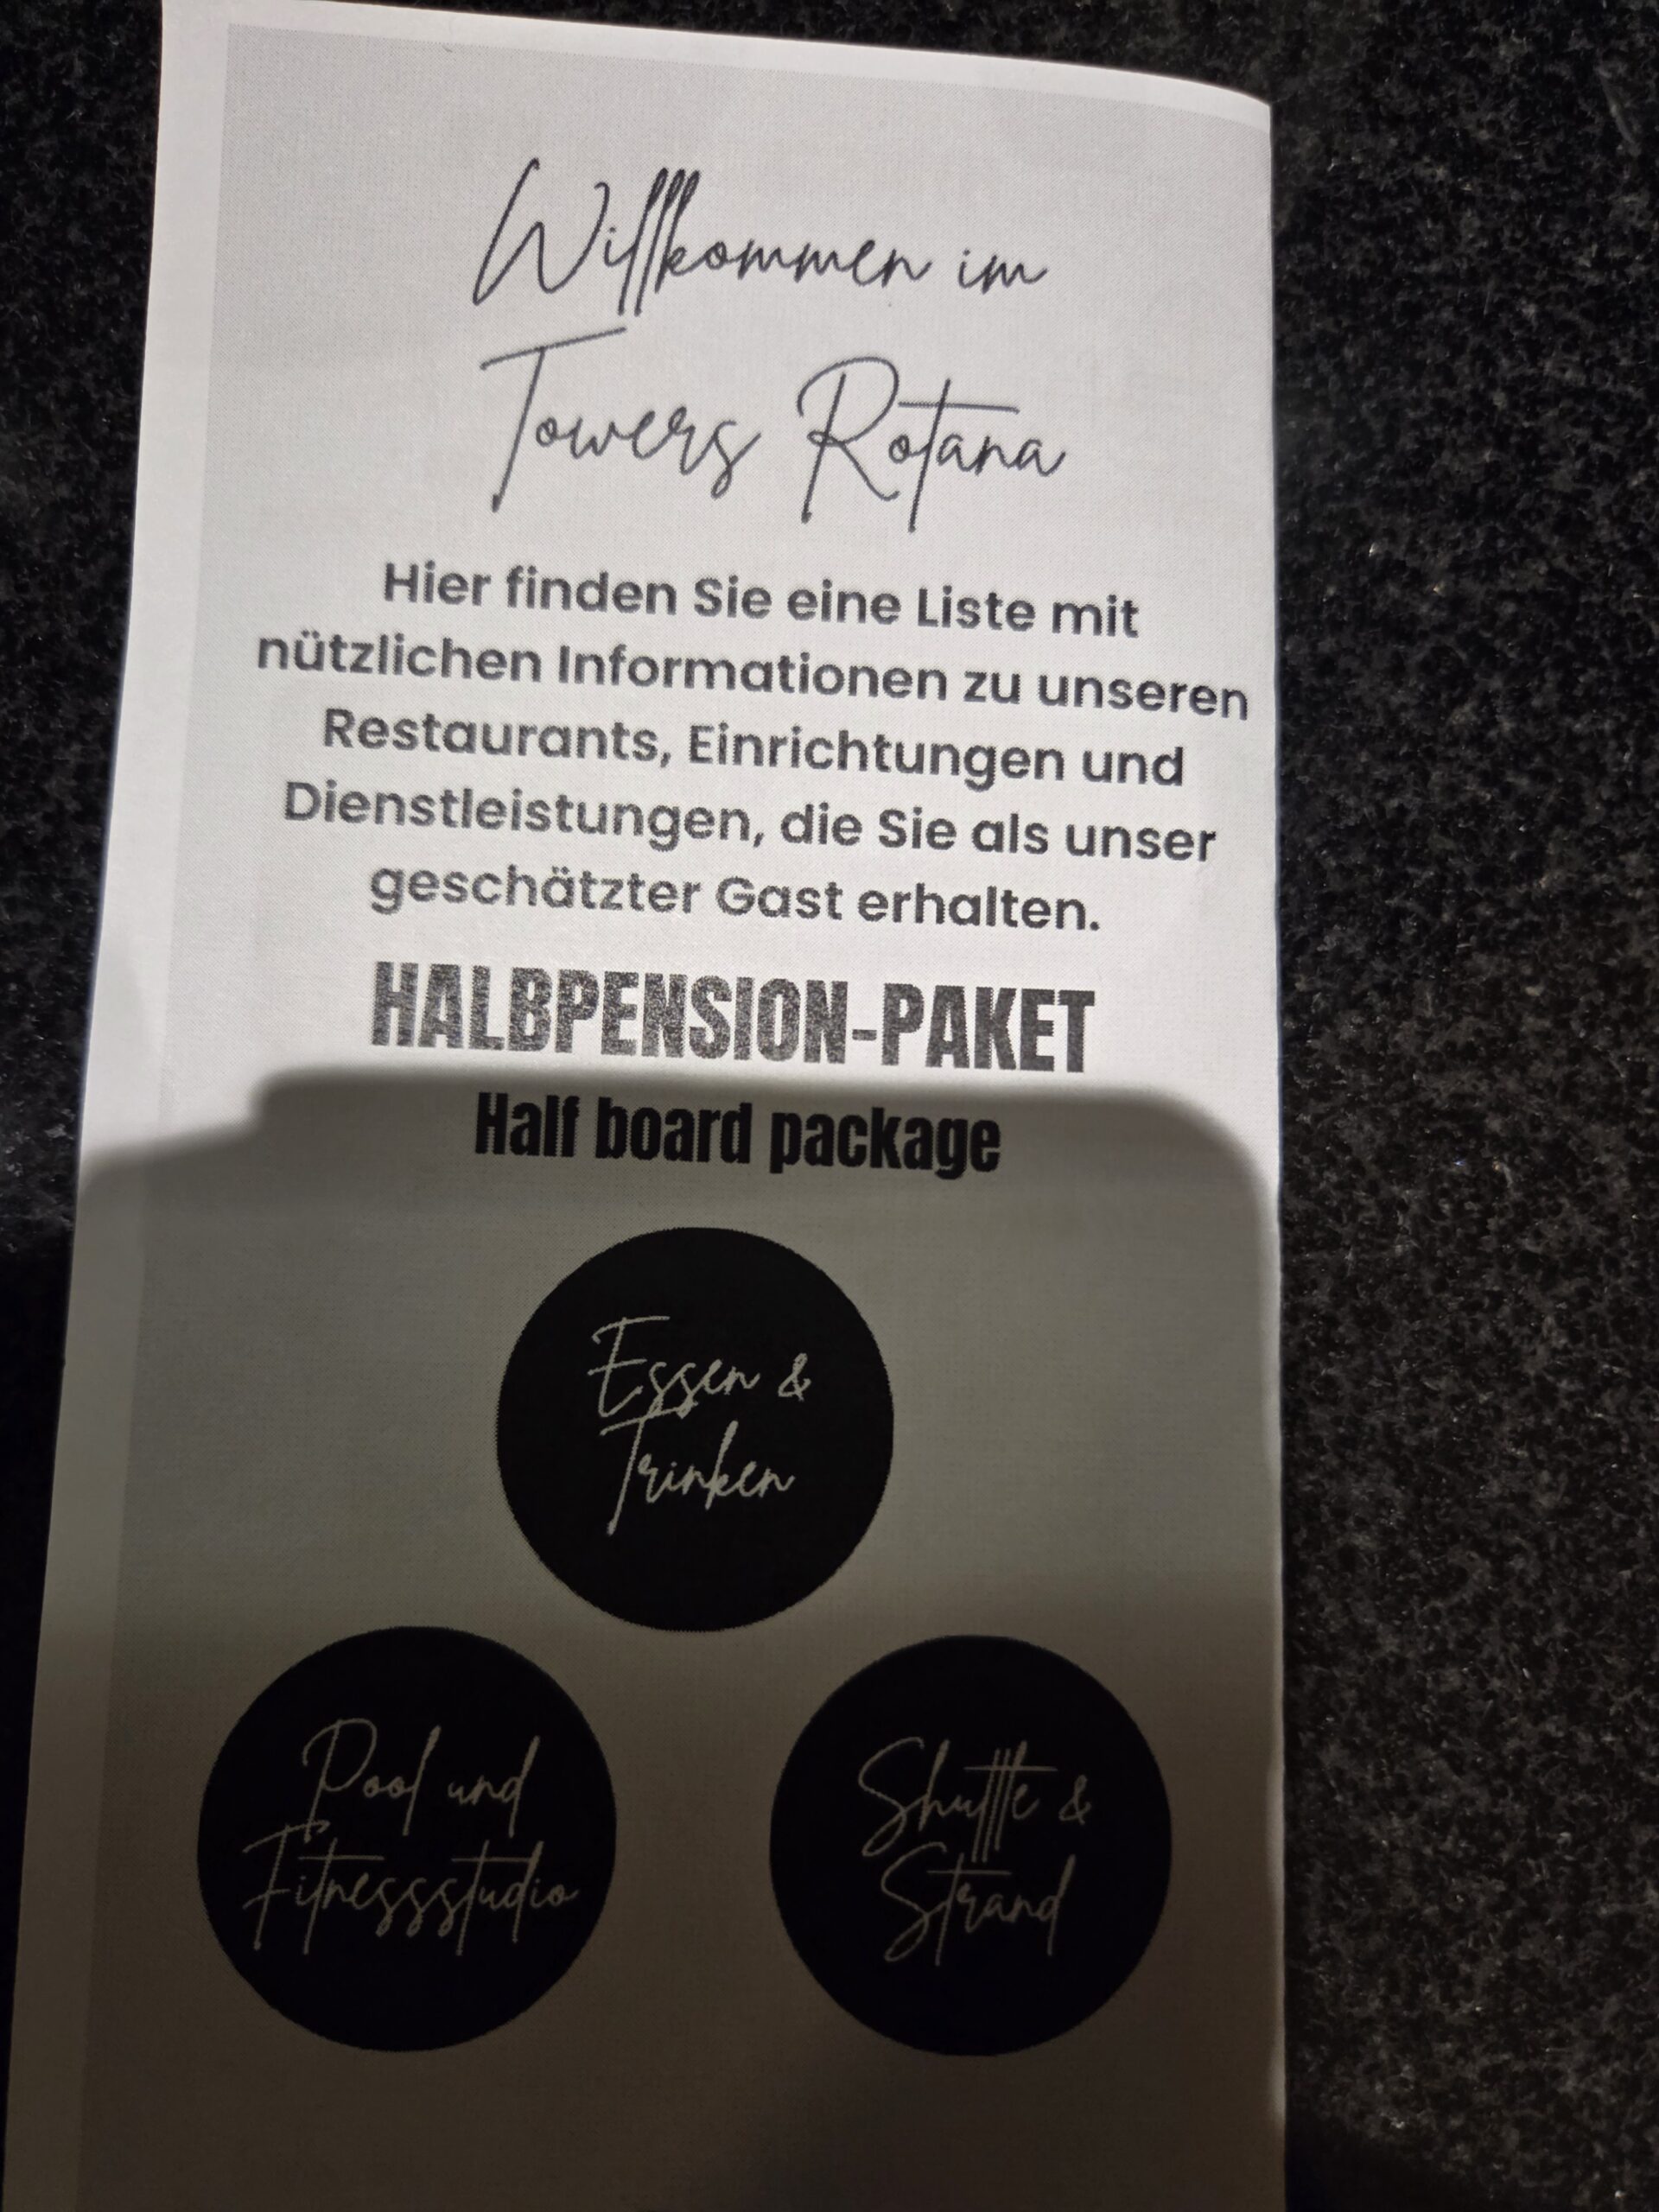 Willkommen im
Towers Rotana
Hier finden Sie eine Liste mit
nützlichen Informationen zu unseren
Restaurants, Einrichtungen und
Dienstleistungen, die Sie als unser
geschätzter Gast erhalten.
HALBPENSION-PAKET
Half board package
Essen &
Trinken
Pool und
Fitnessstudio
Shuttle &
Strand